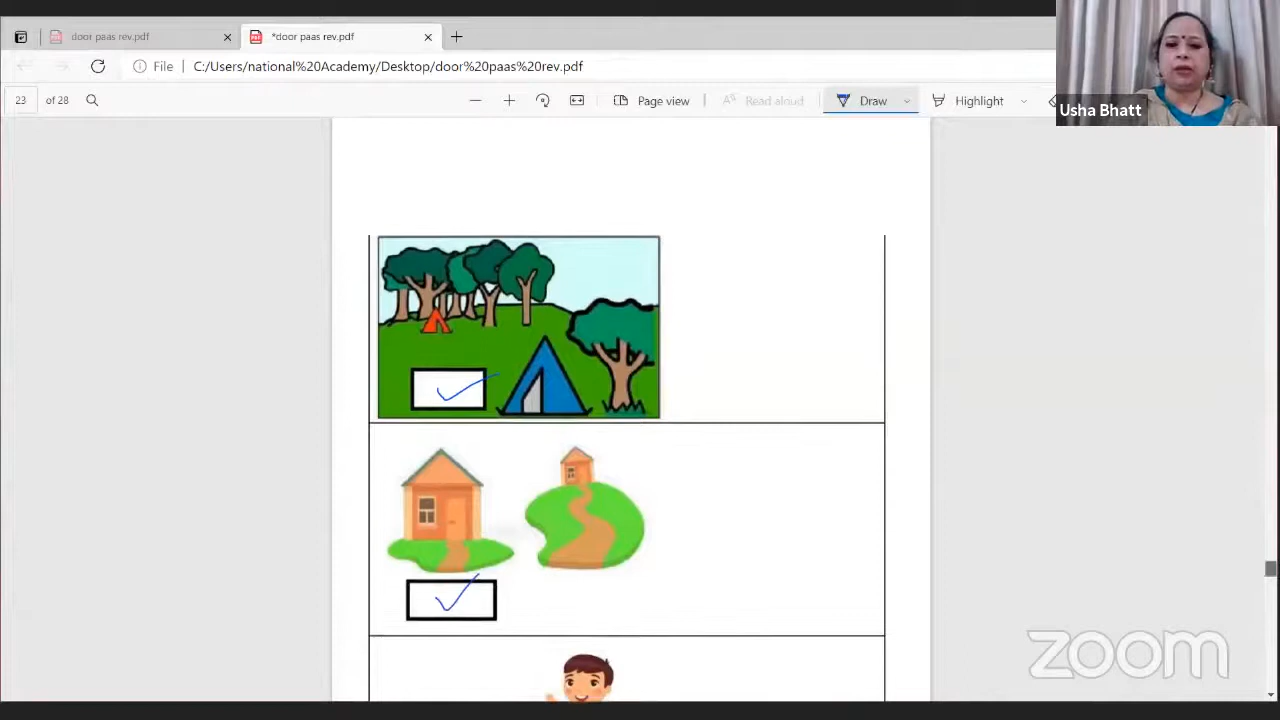 door paas rev.pdf
*door paas rev.pdf
File | C:/Users/national%20Academy/Desktop/door%20paas%20rev.pdf
23 of 28 Page view Read aloud Draw Highlight
Usha Bhatt
zoom